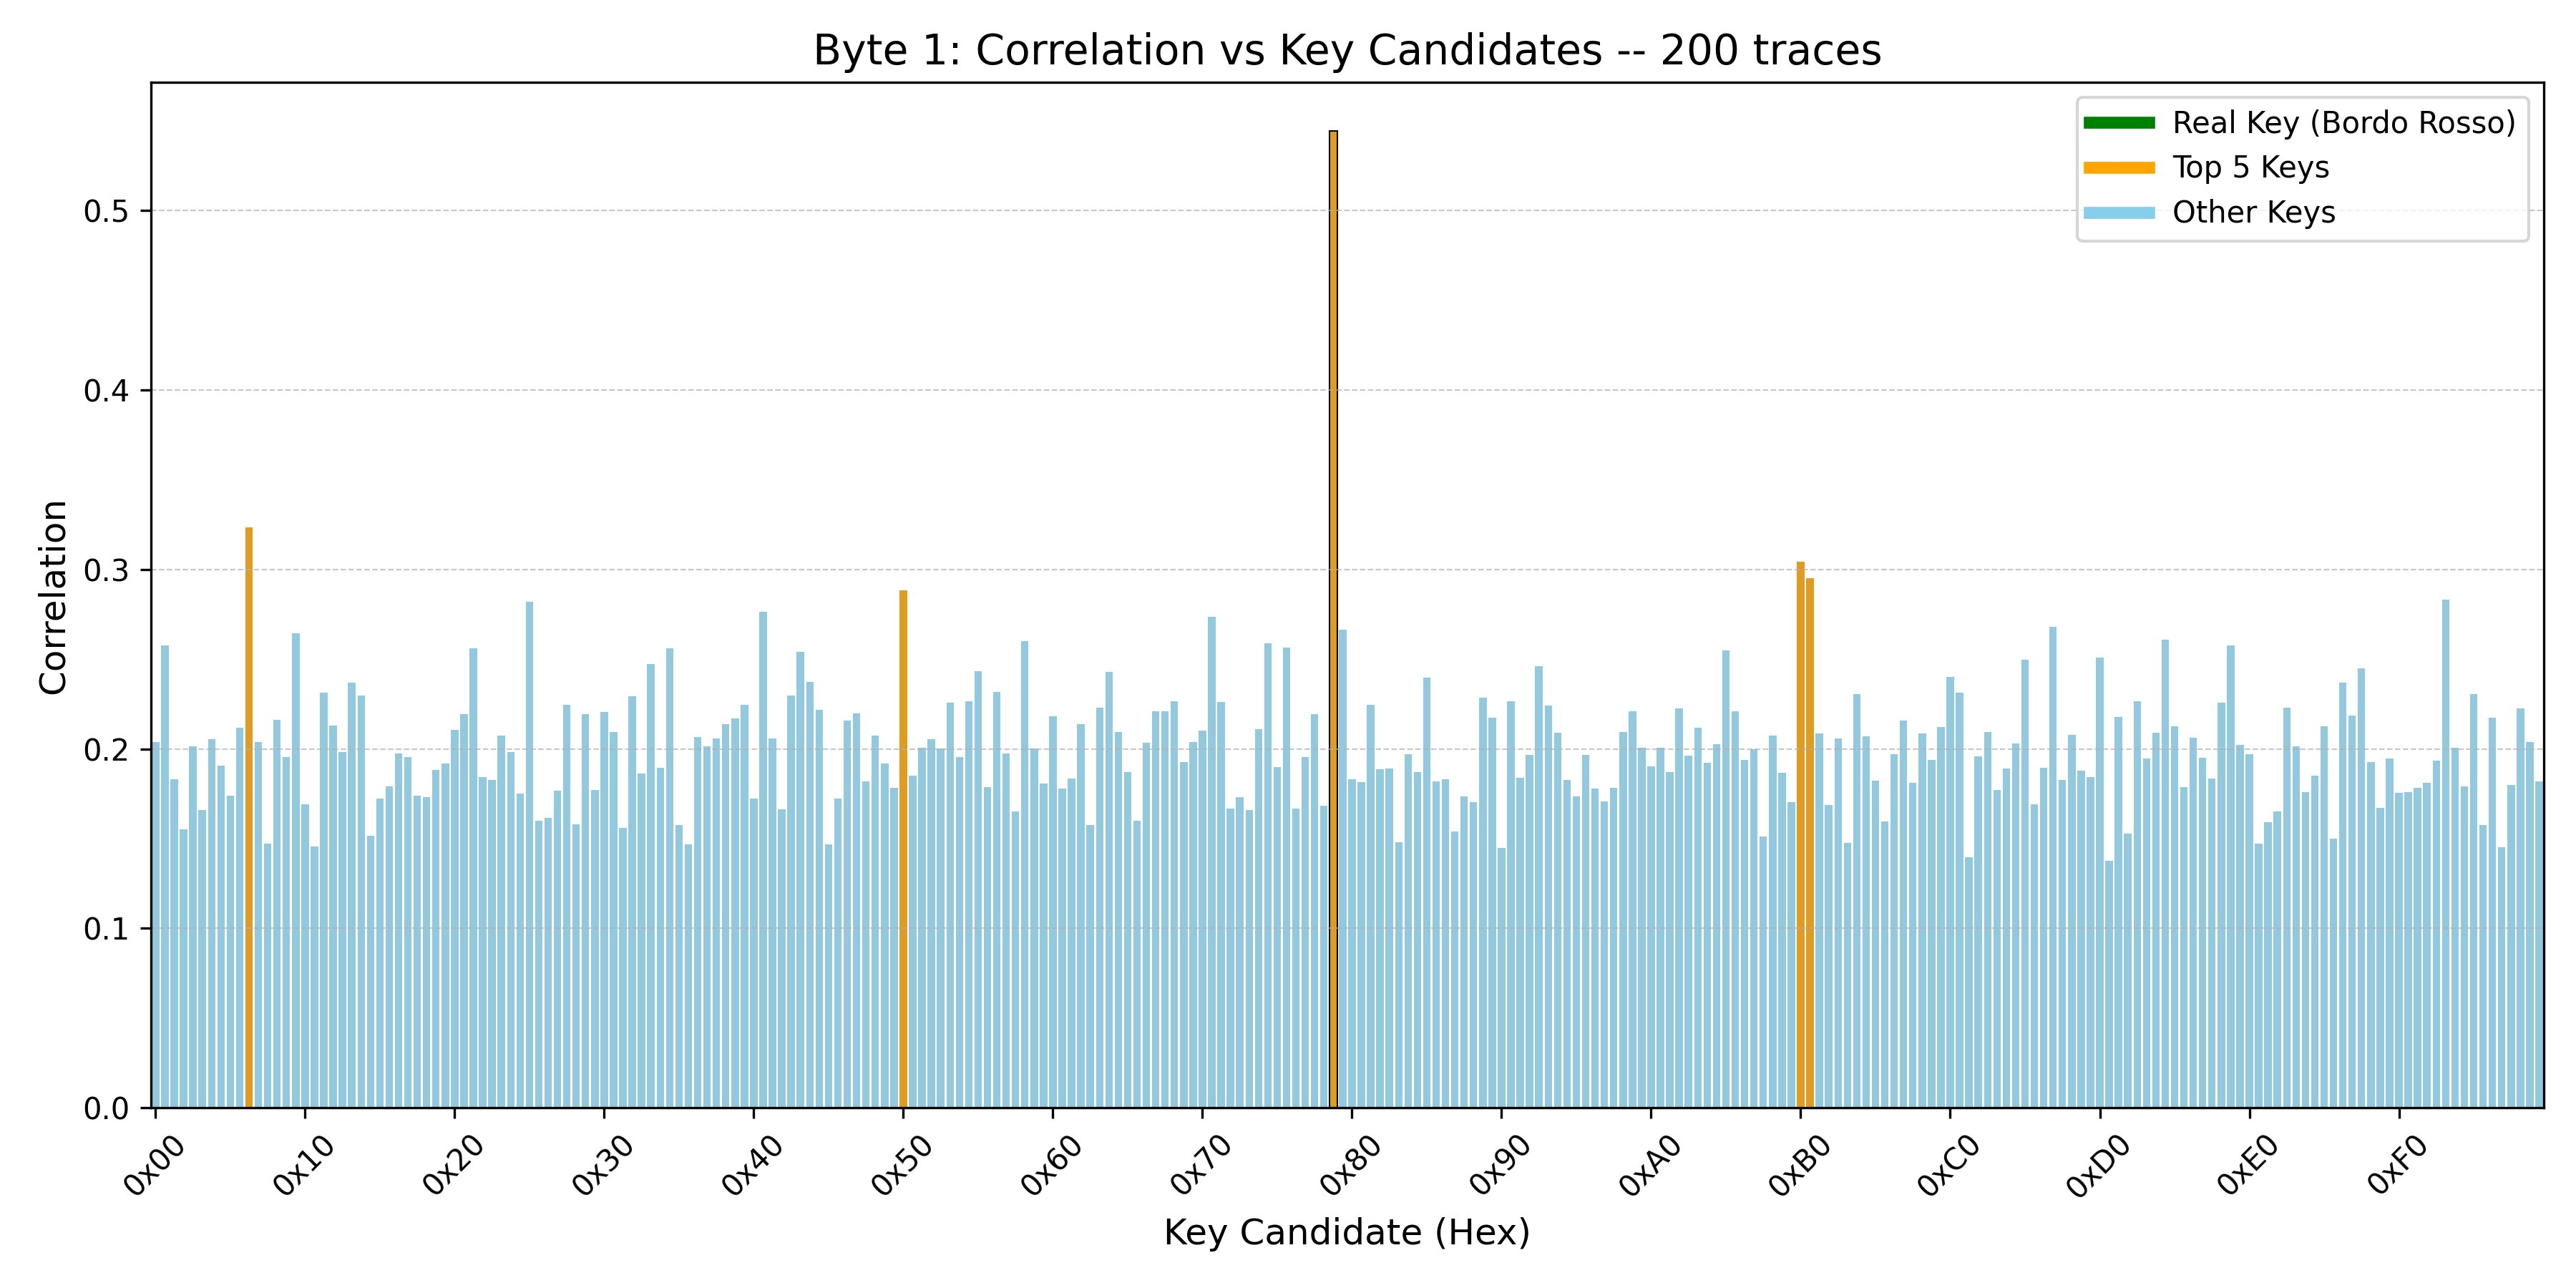 Byte 1: Correlation vs Key Candidates -- 200 traces
Real Key (Bordo Rosso)
Top 5 Keys
Other Keys
Correlation
0.5
0.4
0.3
0.2
0.1
0.0
0x00 0x10 0x20 0x30 0x40 0x50 0x60 0x70 0x80 0x90 0xA0 0xB0 0xC0 0xD0 0xE0 0xF0
Key Candidate (Hex)